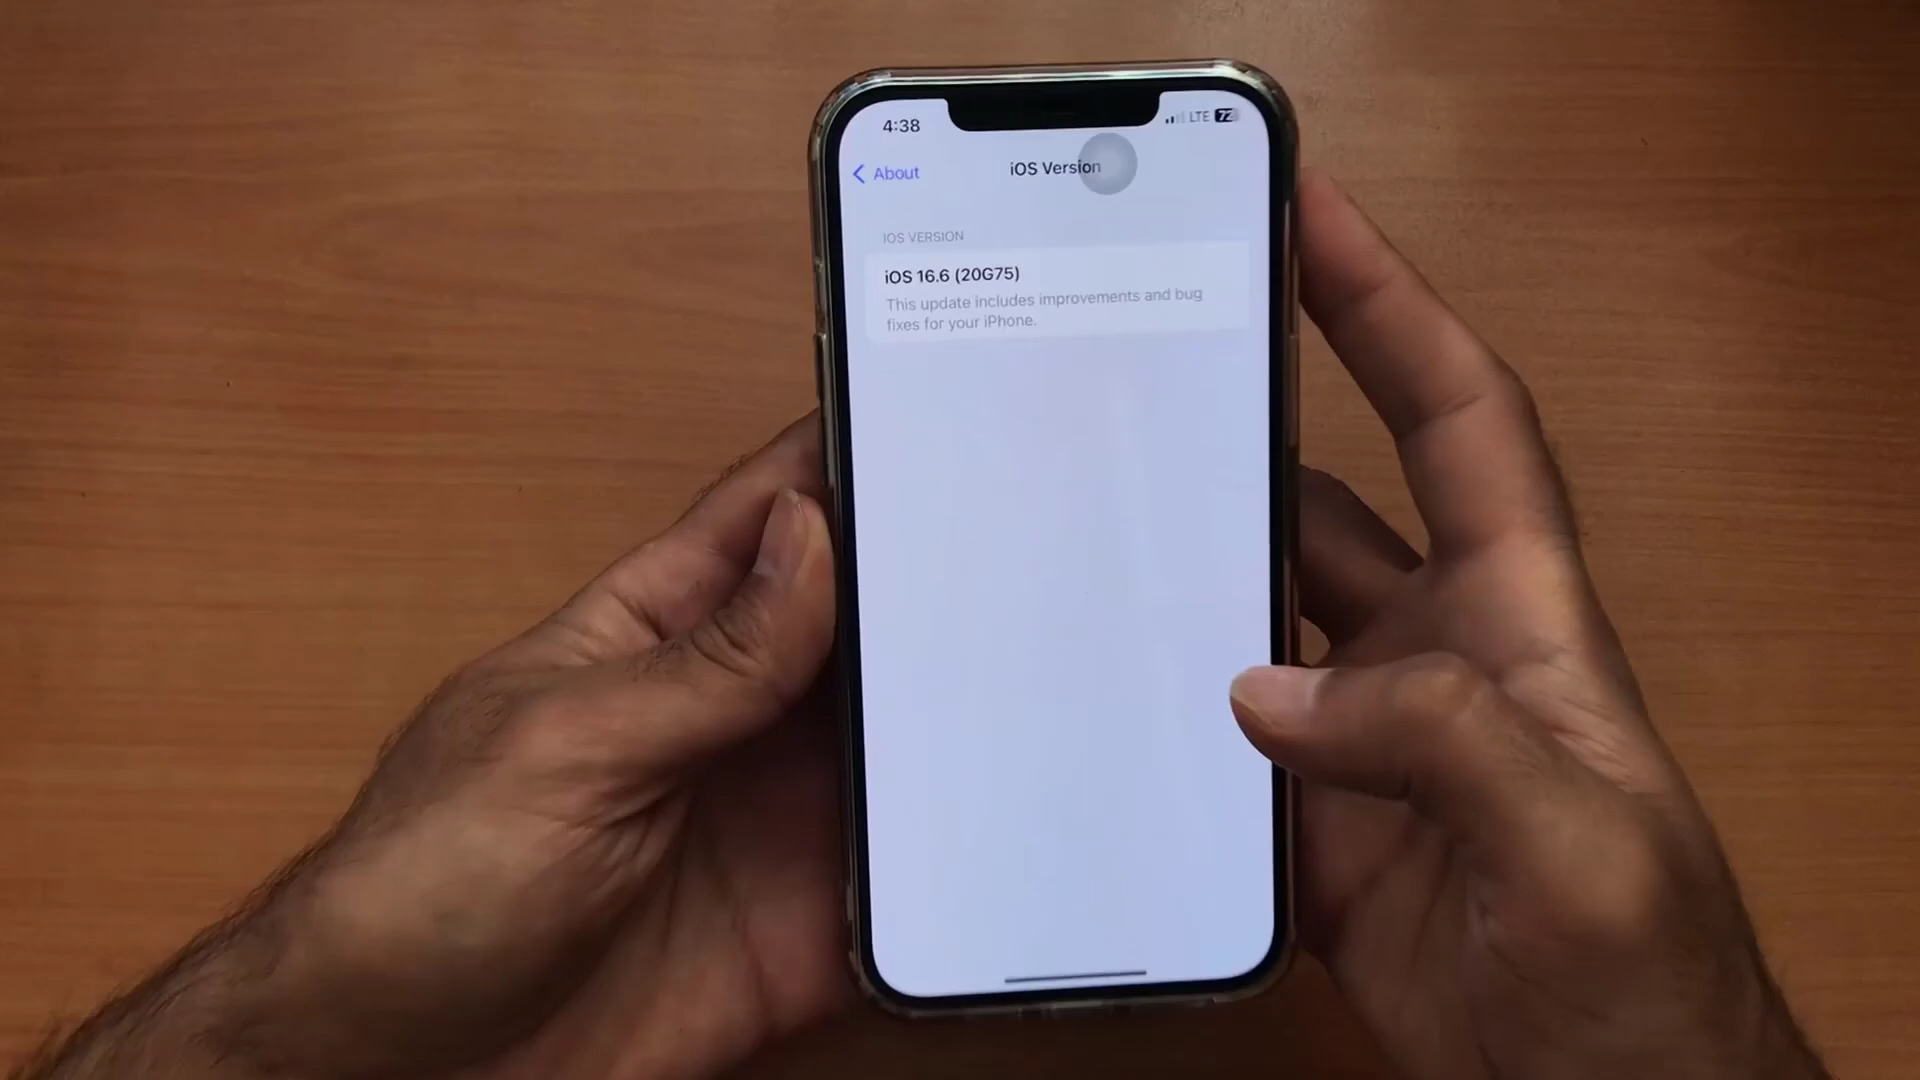 4:38
LTE 72
About
iOS Version
IOS VERSION
iOS 16.6 (20G75)
This update includes improvements and bug
fixes for your iPhone.